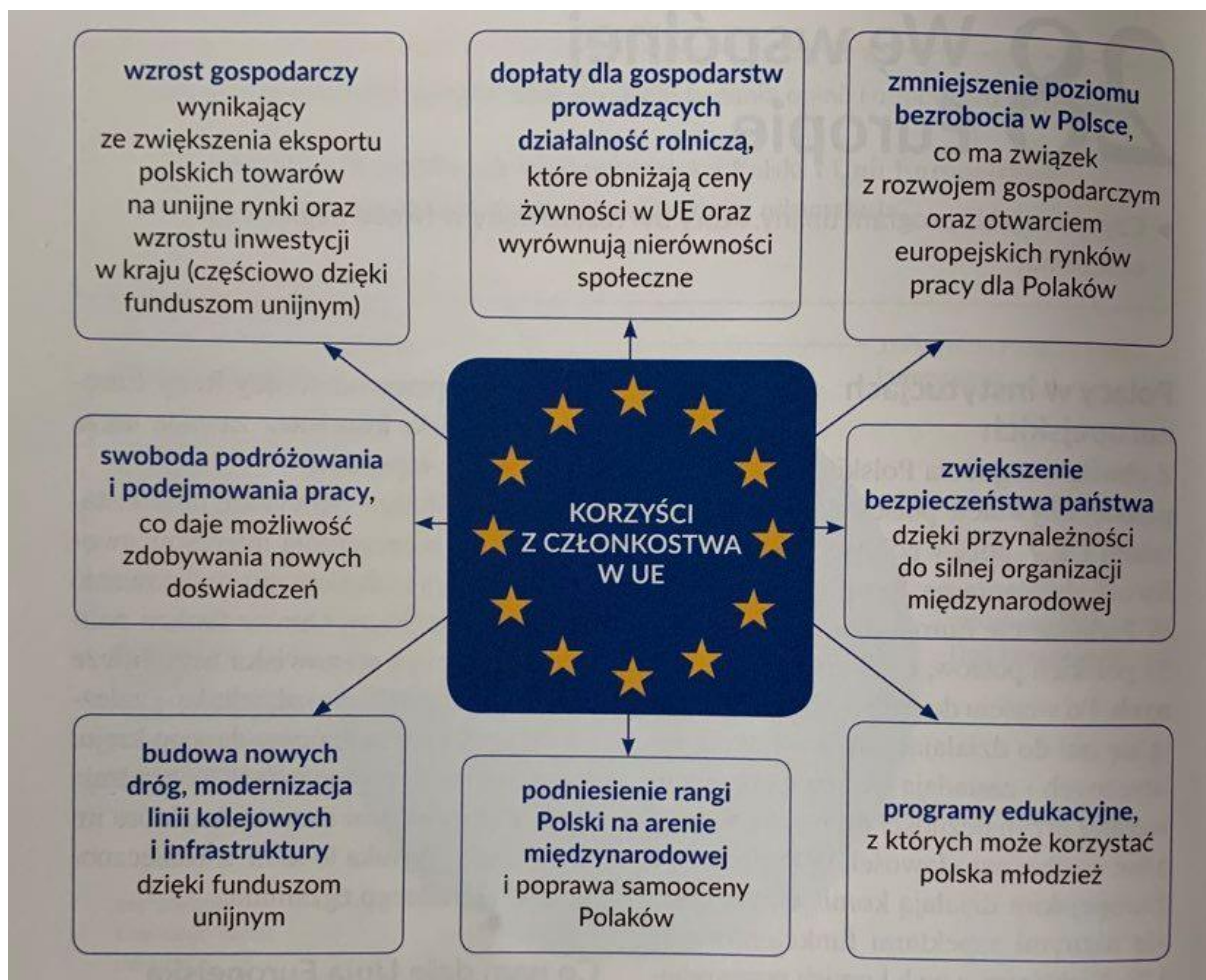 wzrost gospodarczy
wynikający
ze zwiększenia eksportu
polskich towarów
na unijne rynki oraz
wzrostu inwestycji
w kraju (częściowo dzięki
funduszom unijnym)
dopłaty dla gospodarstw
prowadzących
działalność rolniczą,
które obniżają ceny
żywności w UE oraz
wyrównują nierówności
społeczne
zmniejszenie poziomu
bezrobocia w Polsce,
co ma związek
z rozwojem gospodarczym
oraz otwarciem
europejskich rynków
pracy dla Polaków
swoboda podróżowania
i podejmowania pracy,
co daje możliwość
zdobywania nowych
doświadczeń
KORZYŚCI
Z CZŁONKOSTWA
W UE
zwiększenie
bezpieczeństwa państwa
dzięki przynależności
do silnej organizacji
międzynarodowej
budowa nowych
dróg, modernizacja
linii kolejowych
i infrastruktury
dzięki funduszom
unijnym
podniesienie rangi
Polski na arenie
międzynarodowej
i poprawa samooceny
Polaków
programy edukacyjne,
z których może korzystać
polska młodzież